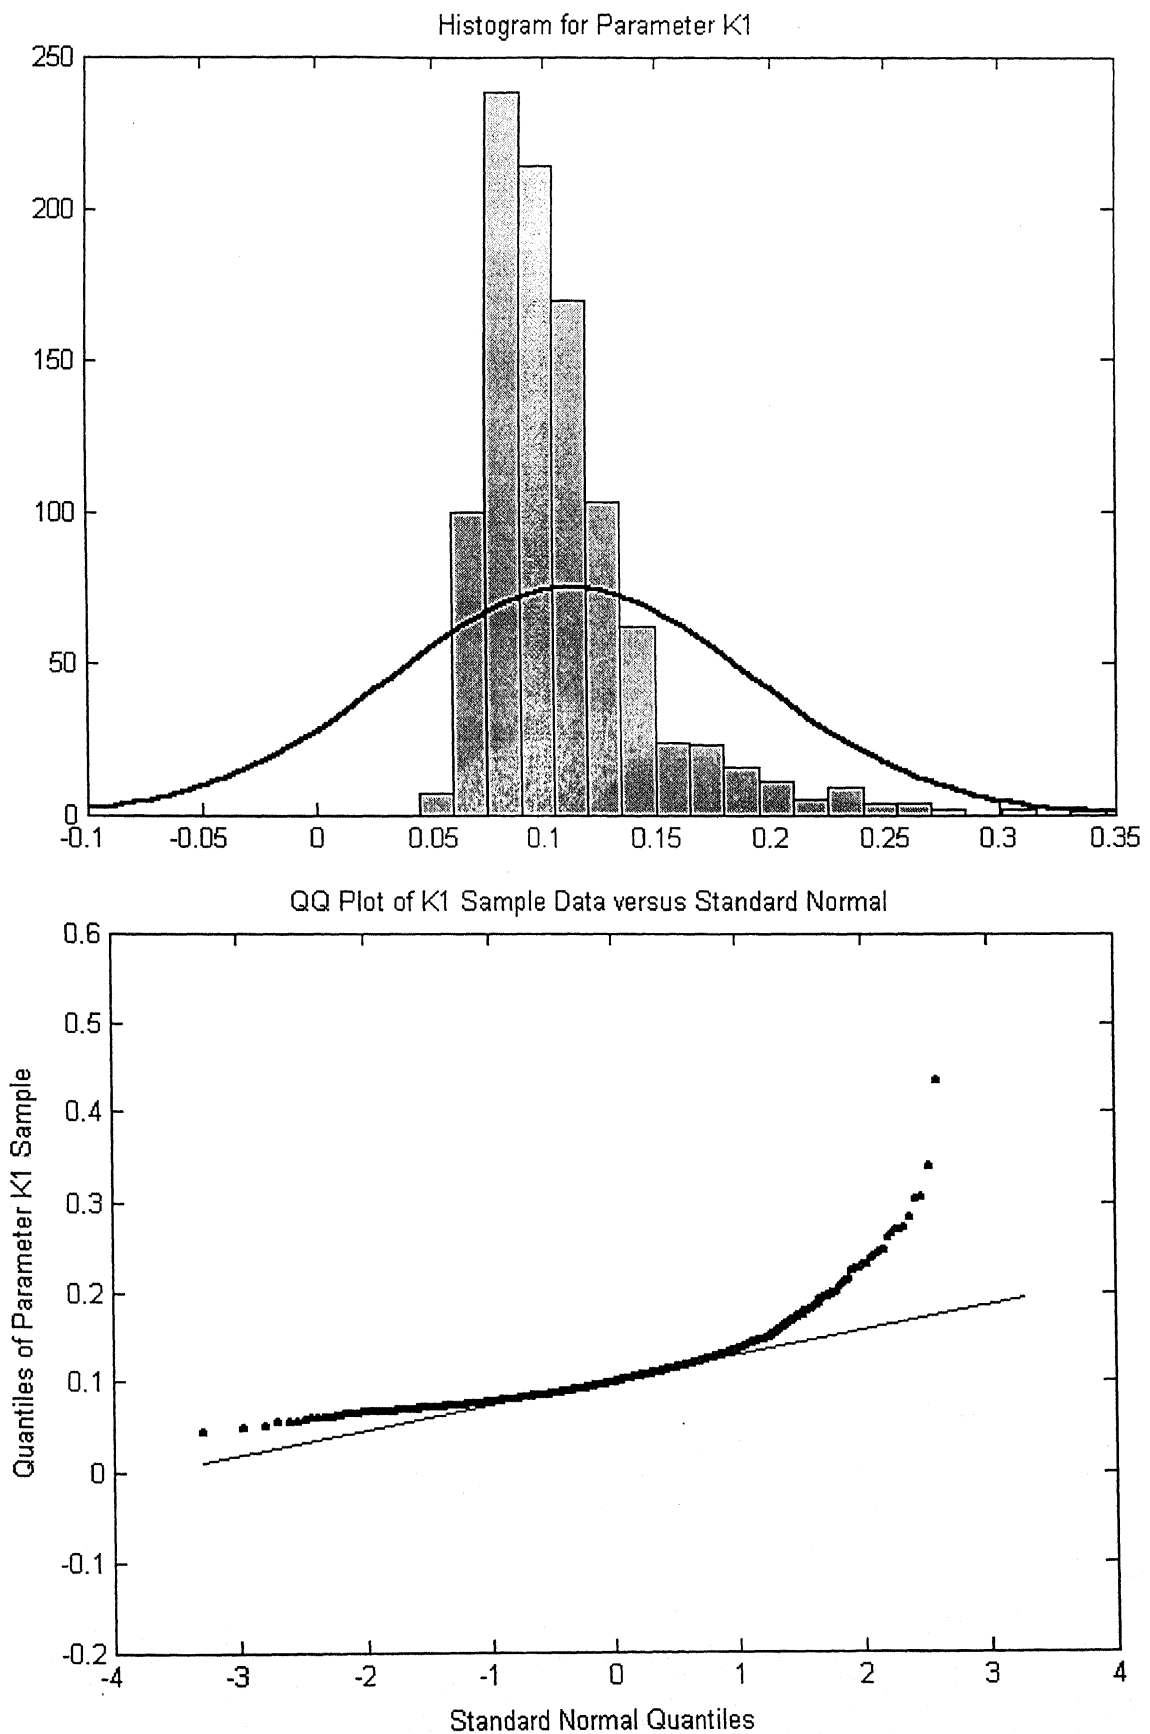 Histogram for Parameter K1
250
200
150
100
50
0
-0.1 -0.05 0 0.05 0.1 0.15 0.2 0.25 0.3 0.35
QQ Plot of K1 Sample Data versus Standard Normal
Quantiles of Parameter K1 Sample
0.6
0.5
0.4
0.3
0.2
0.1
0
-0.1
-0.2
-4 -3 -2 -1 0 1 2 3 4
Standard Normal Quantiles